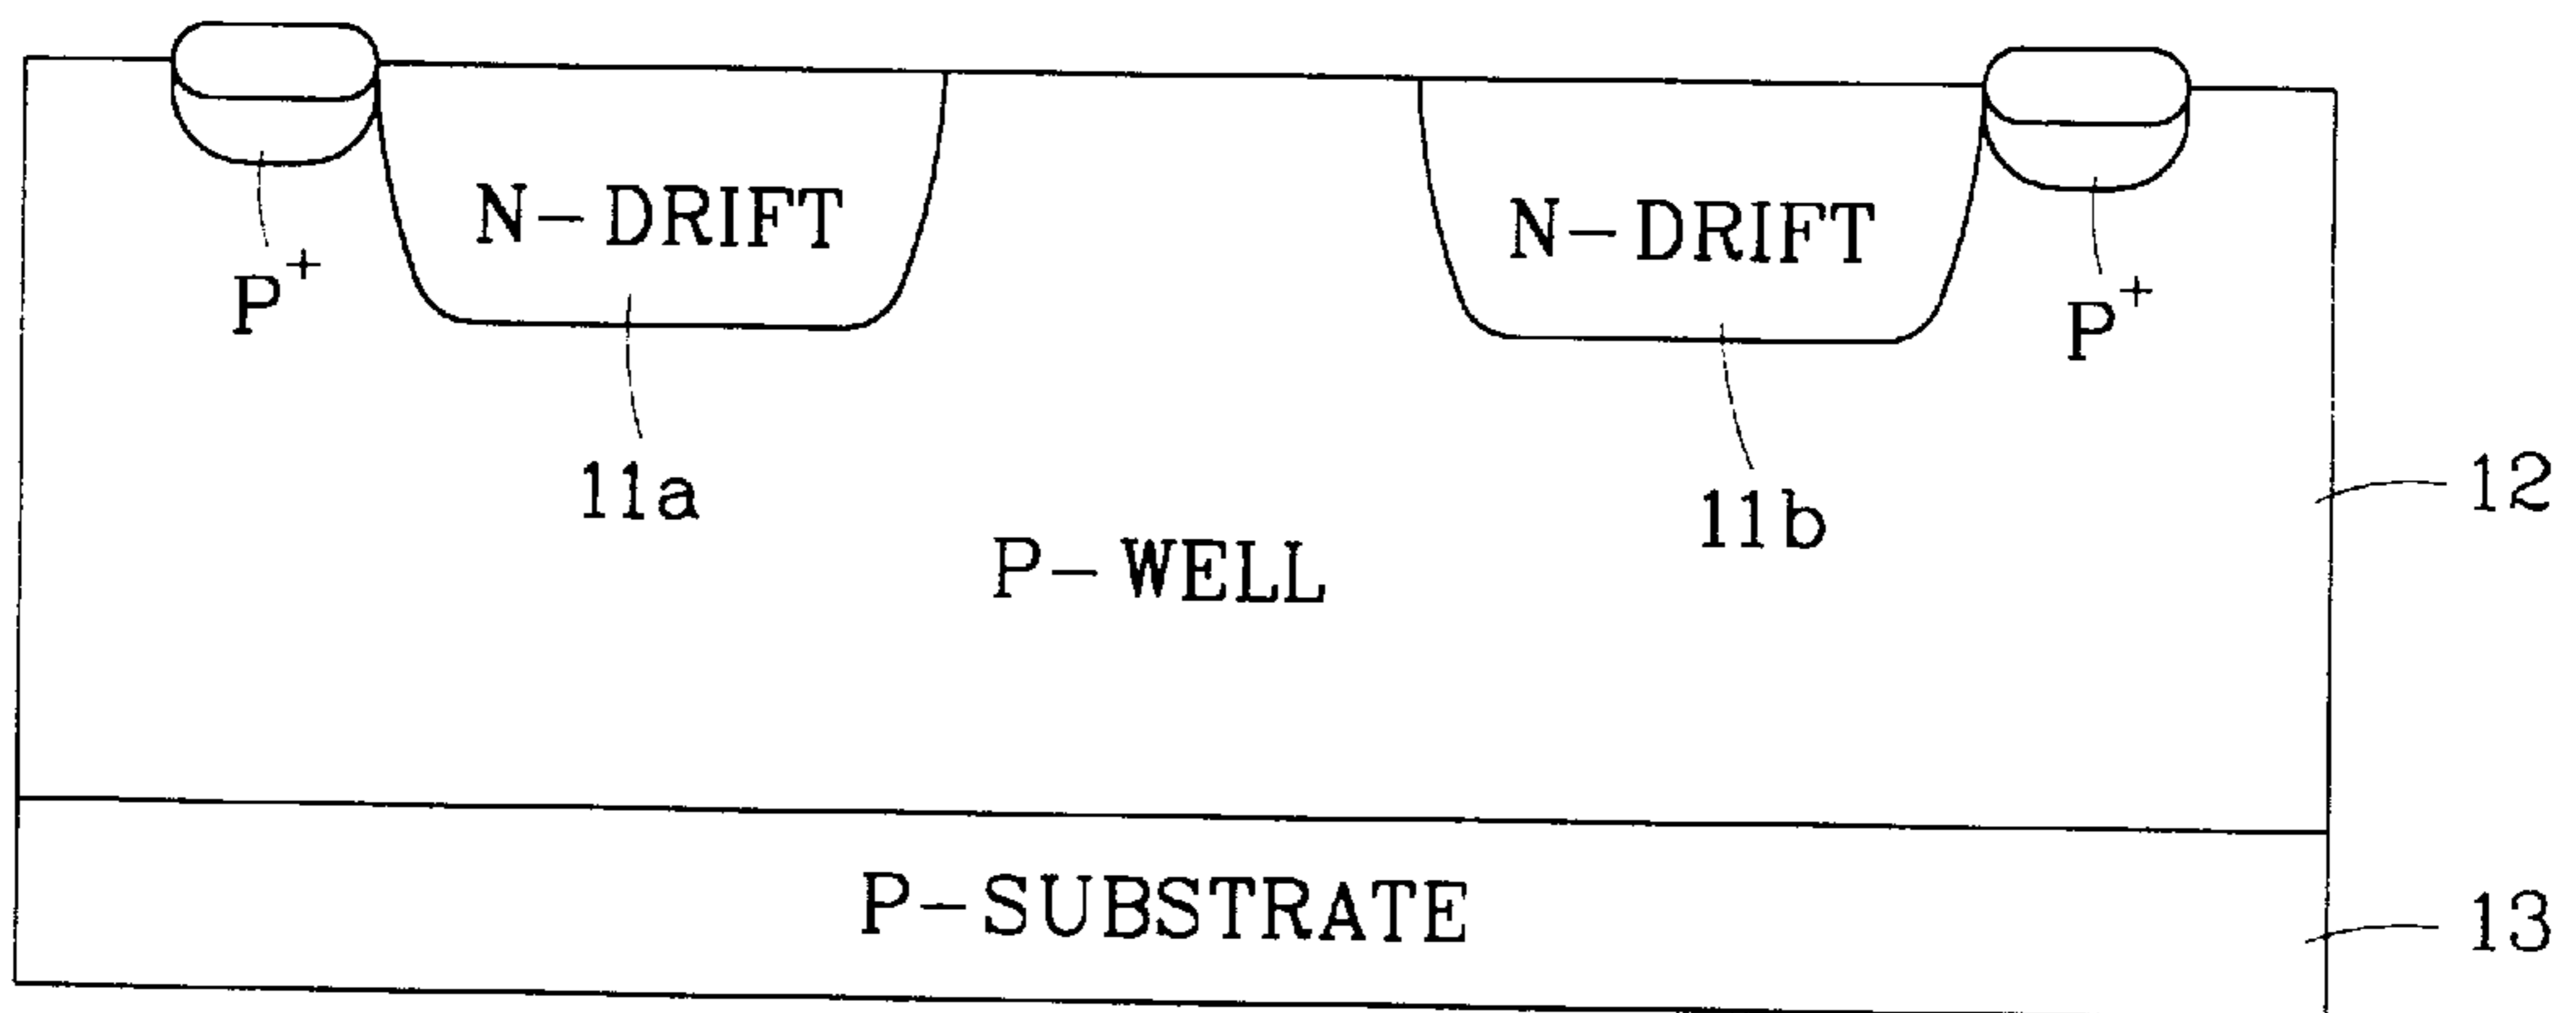 N-DRIFT
N-DRIFT
P+
P+
11a
11b
12
P-WELL
P-SUBSTRATE
13